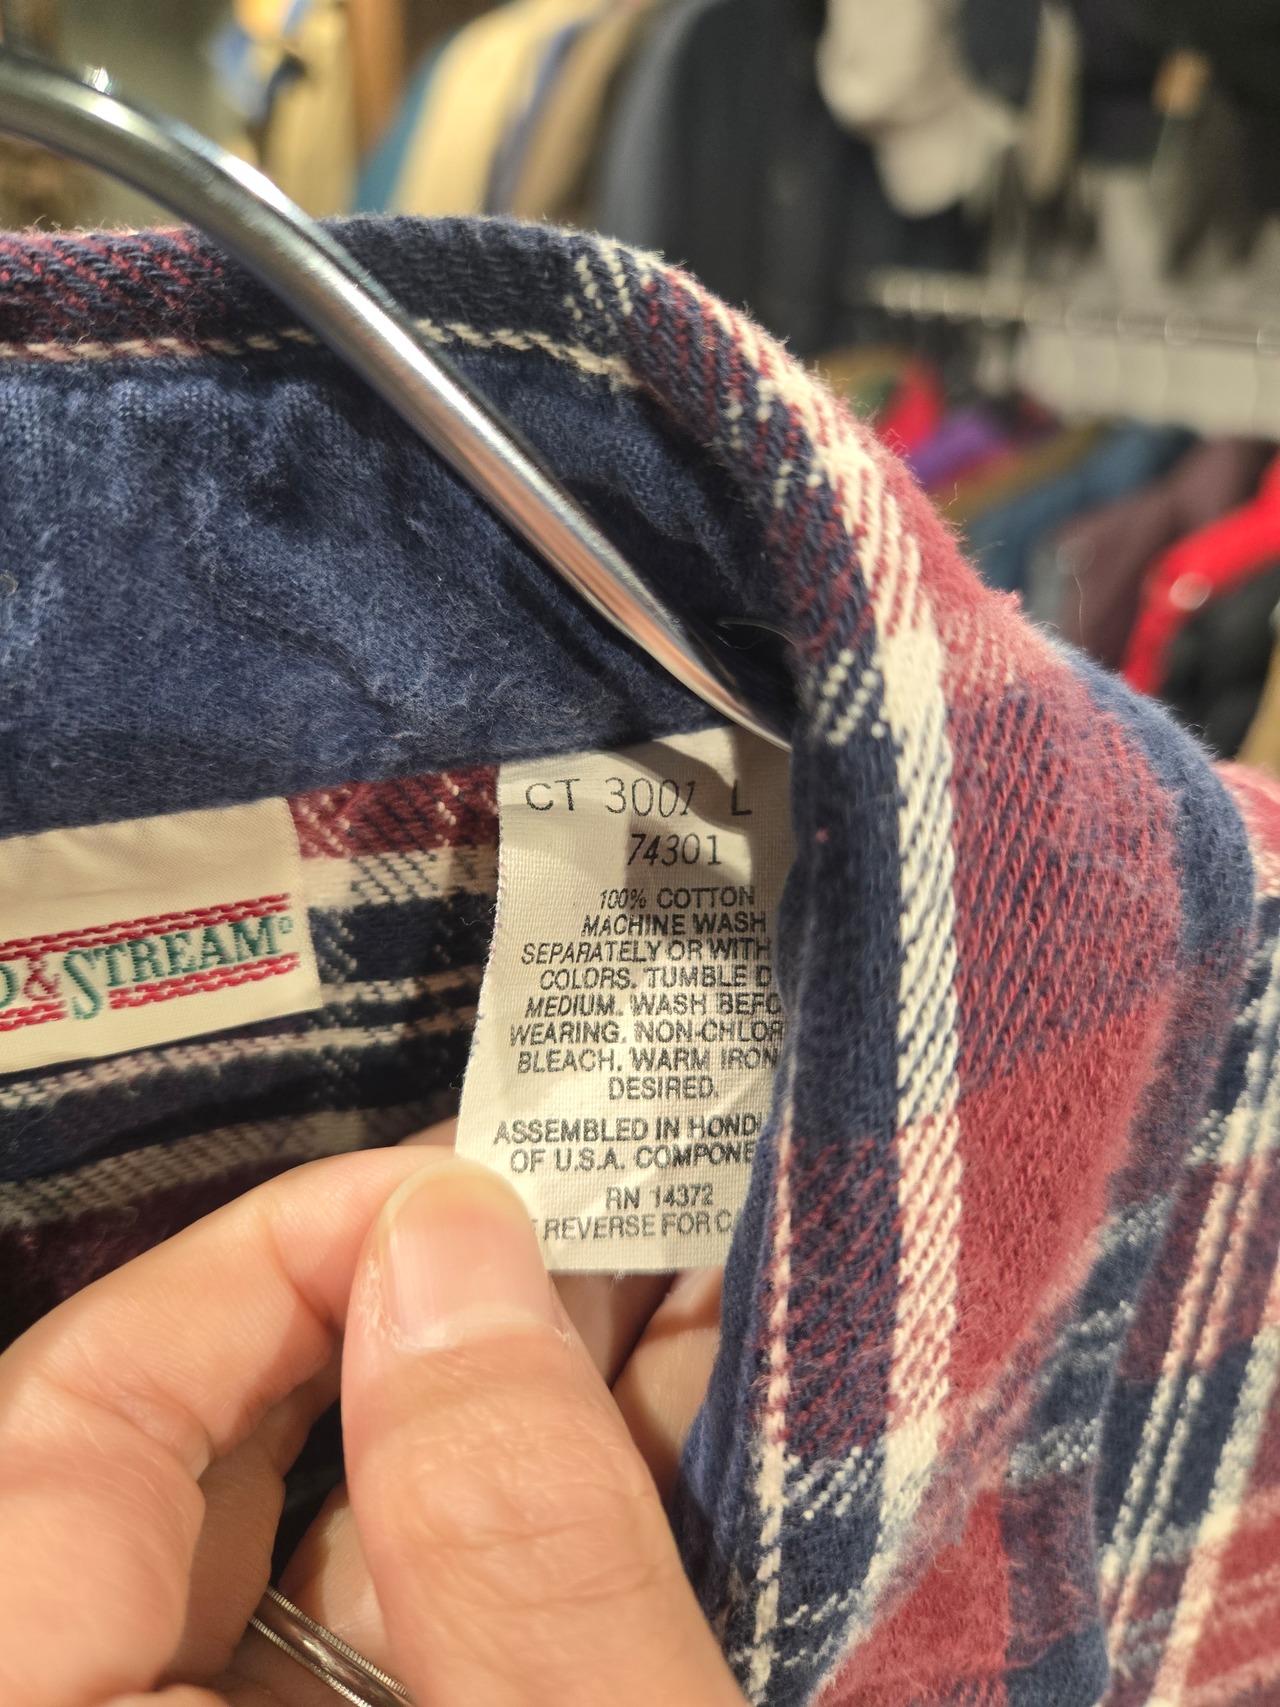 CT 3001 L
74301
100% COTTON
MACHINE WASH
SEPARATELY OR WITH
COLORS. TUMBLE D
MEDIUM. WASH BEFO
WEARING. NON-CHLOR
BLEACH. WARM IRON
DESIRED.
ASSEMBLED IN HOND
OF U.S.A. COMPONE
RN 14372
REVERSE FOR C
D&STREAM®